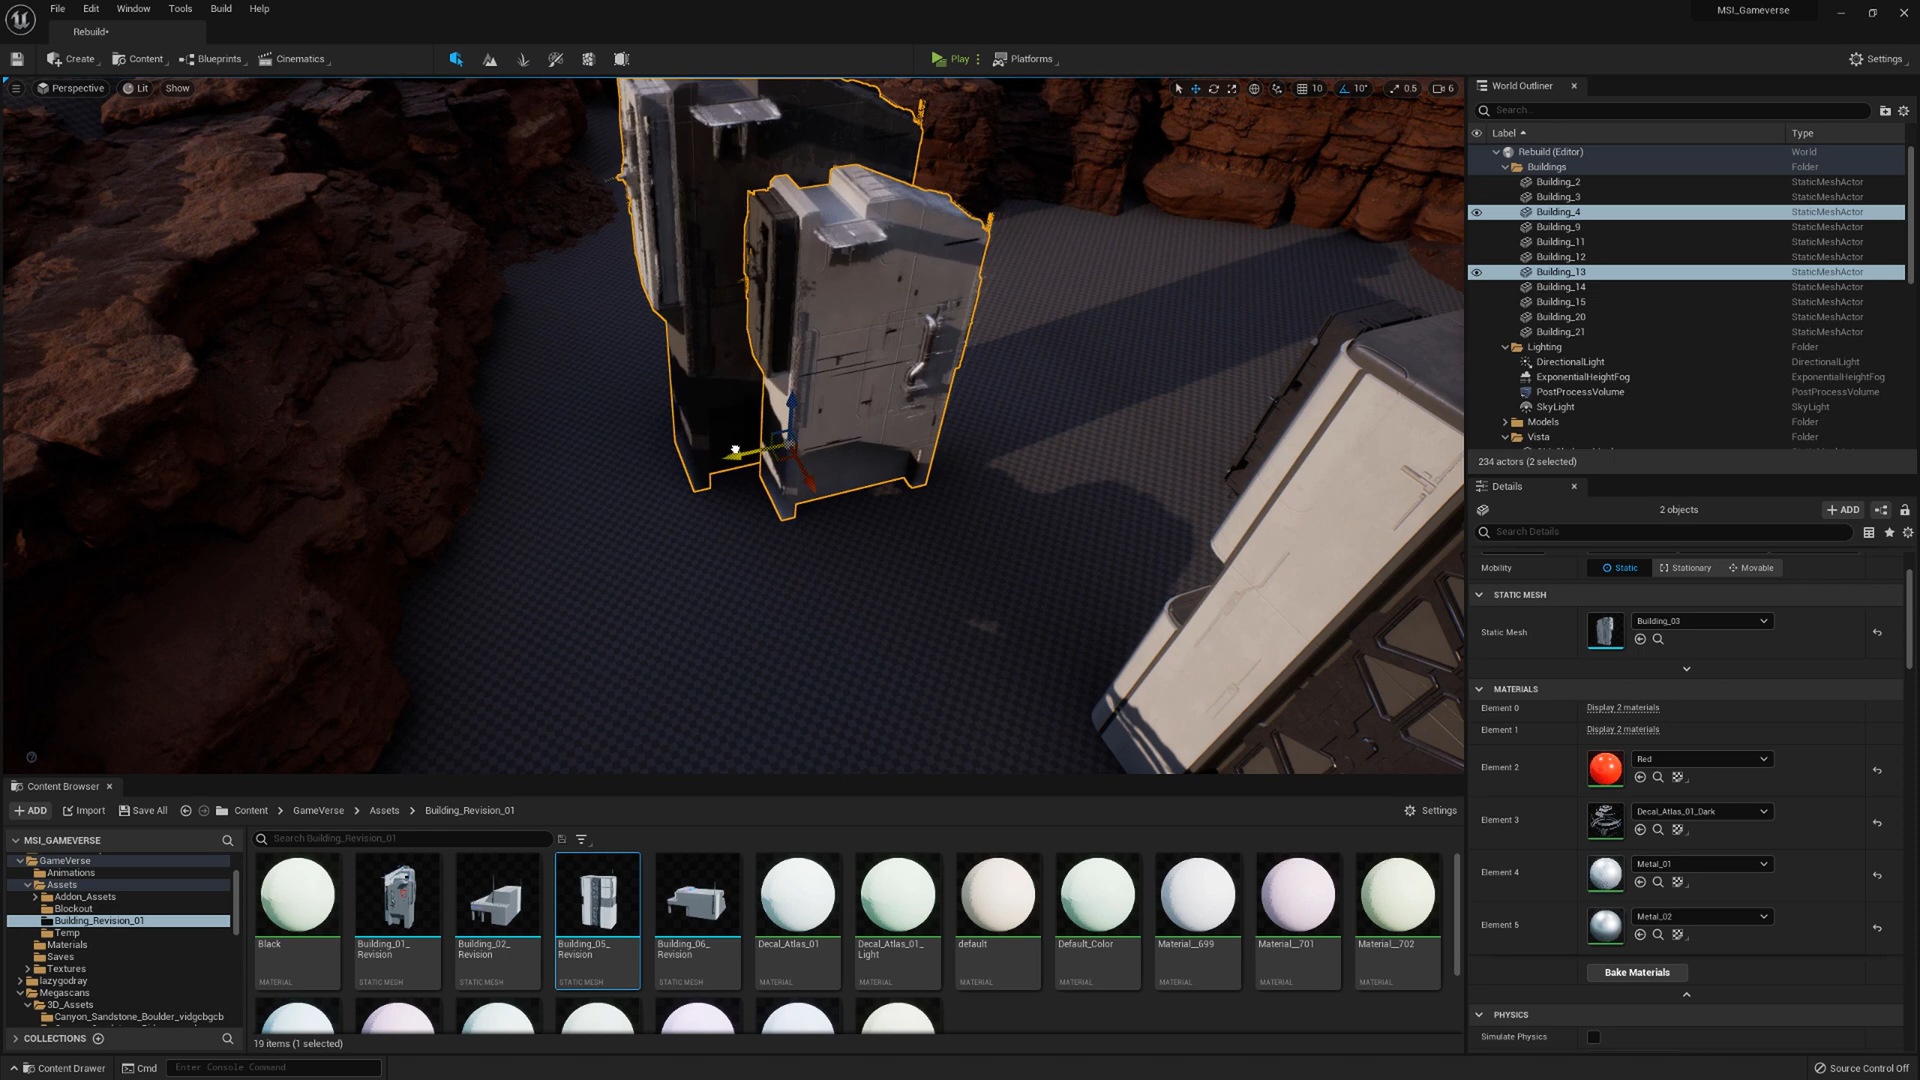 File Edit Window Tools Build Help
MSI_Gameverse
Rebuild•
Create Content Blueprints Cinematics Play Platforms Settings
Perspective Lit Show 10 10° 0.5 6
World Outliner
Search...
Label Type
Rebuild (Editor) World
Buildings Folder
Building_2 StaticMeshActor
Building_3 StaticMeshActor
Building_4 StaticMeshActor
Building_9 StaticMeshActor
Building_11 StaticMeshActor
Building_12 StaticMeshActor
Building_13 StaticMeshActor
Building_14 StaticMeshActor
Building_15 StaticMeshActor
Building_20 StaticMeshActor
Building_21 StaticMeshActor
Lighting Folder
DirectionalLight DirectionalLight
ExponentialHeightFog ExponentialHeightFog
PostProcessVolume PostProcessVolume
SkyLight SkyLight
Models Folder
Vista Folder
234 actors (2 selected)
Details
2 objects ADD
Search Details
Mobility Static Stationary Movable
STATIC MESH
Static Mesh Building_03
MATERIALS
Element 0 Display 2 materials
Element 1 Display 2 materials
Element 2 Red
Element 3 Decal_Atlas_01_Dark
Element 4 Metal_01
Element 5 Metal_02
Bake Materials
PHYSICS
Simulate Physics
Content Browser
ADD Import Save All Content GameVerse Assets Building_Revision_01 Settings
MSI_GAMEVERSE
GameVerse
Animations
Assets
Addon_Assets
Blockout
Building_Revision_01
Temp
Materials
Saves
Textures
lazygodray
Megascans
3D_Assets
Canyon_Sandstone_Boulder_vidgcbgcb
COLLECTIONS
Search Building_Revision_01
Black
MATERIAL
Building_01_
Revision
STATIC MESH
Building_02_
Revision
STATIC MESH
Building_05_
Revision
STATIC MESH
Building_06_
Revision
STATIC MESH
Decal_Atlas_01
MATERIAL
Decal_Atlas_01_
Light
MATERIAL
default
MATERIAL
Default_Color
MATERIAL
Material__699
MATERIAL
Material__701
MATERIAL
Material__702
MATERIAL
19 items (1 selected)
Content Drawer Cmd Enter Console Command Source Control Off